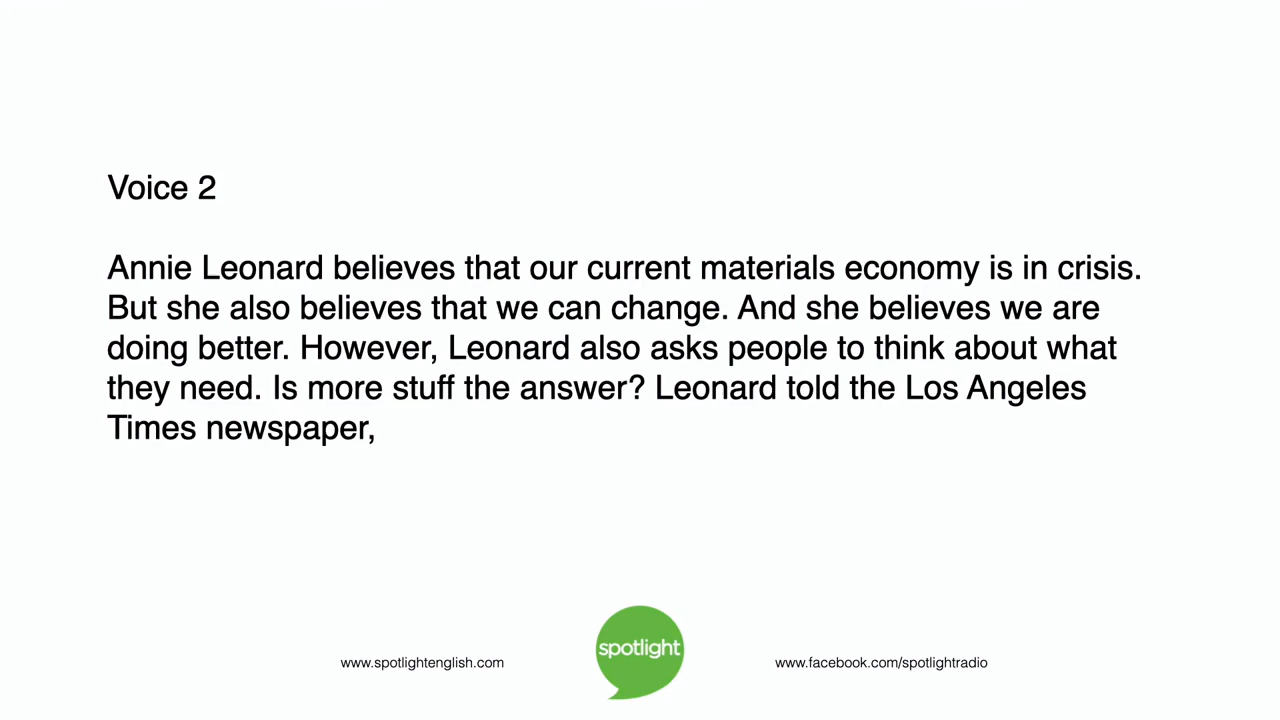 Voice 2
Annie Leonard believes that our current materials economy is in crisis.
But she also believes that we can change. And she believes we are
doing better. However, Leonard also asks people to think about what
they need. Is more stuff the answer? Leonard told the Los Angeles
Times newspaper,
www.spotlightenglish.com
spotlight
www.facebook.com/spotlightradio